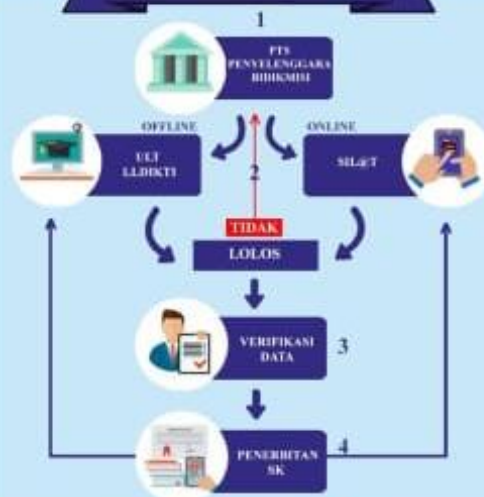 1
PTS
PENYELENGGARA
BIDIKMISI
OFFLINE
ONLINE
ULT
LLDIKTI
2
SIL@T
TIDAK
LOLOS
VERIFIKASI
DATA
3
PENERBITAN
SK
4